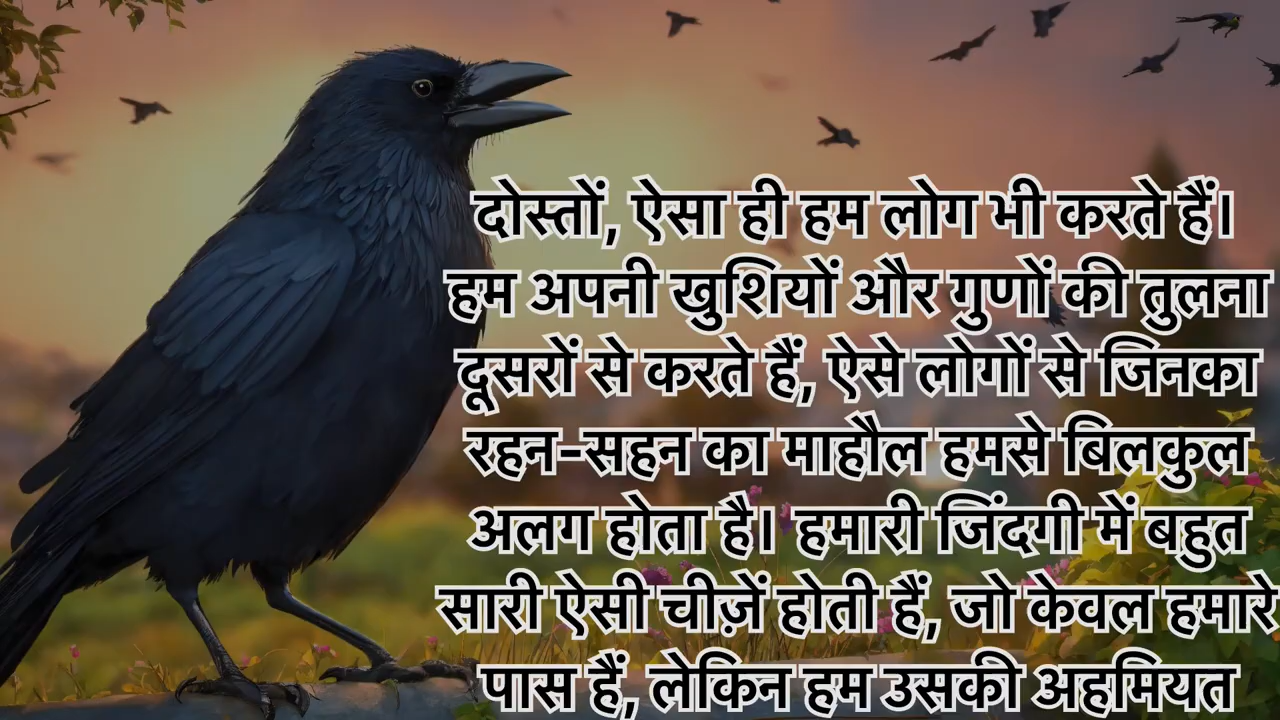 दोस्तों, ऐसा ही हम लोग भी करते हैं।
हम अपनी खुशियों और गुणों की तुलना
दूसरों से करते हैं, ऐसे लोगों से जिनका
रहन-सहन का माहौल हमसे बिलकुल
अलग होता है। हमारी जिंदगी में बहुत
सारी ऐसी चीज़ें होती हैं, जो केवल हमारे
पास हैं, लेकिन हम उसकी अहमियत